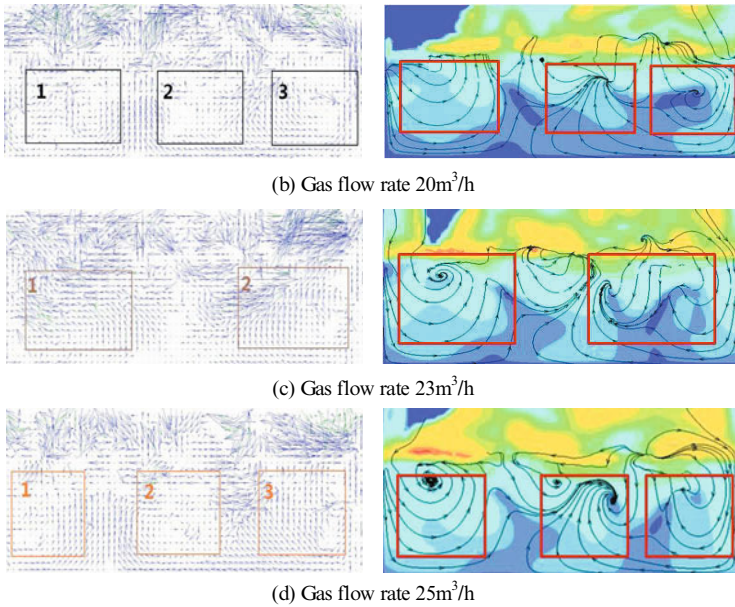 1 2 3
(b) Gas flow rate 20m³/h
1 2
(c) Gas flow rate 23m³/h
1 2 3
(d) Gas flow rate 25m³/h